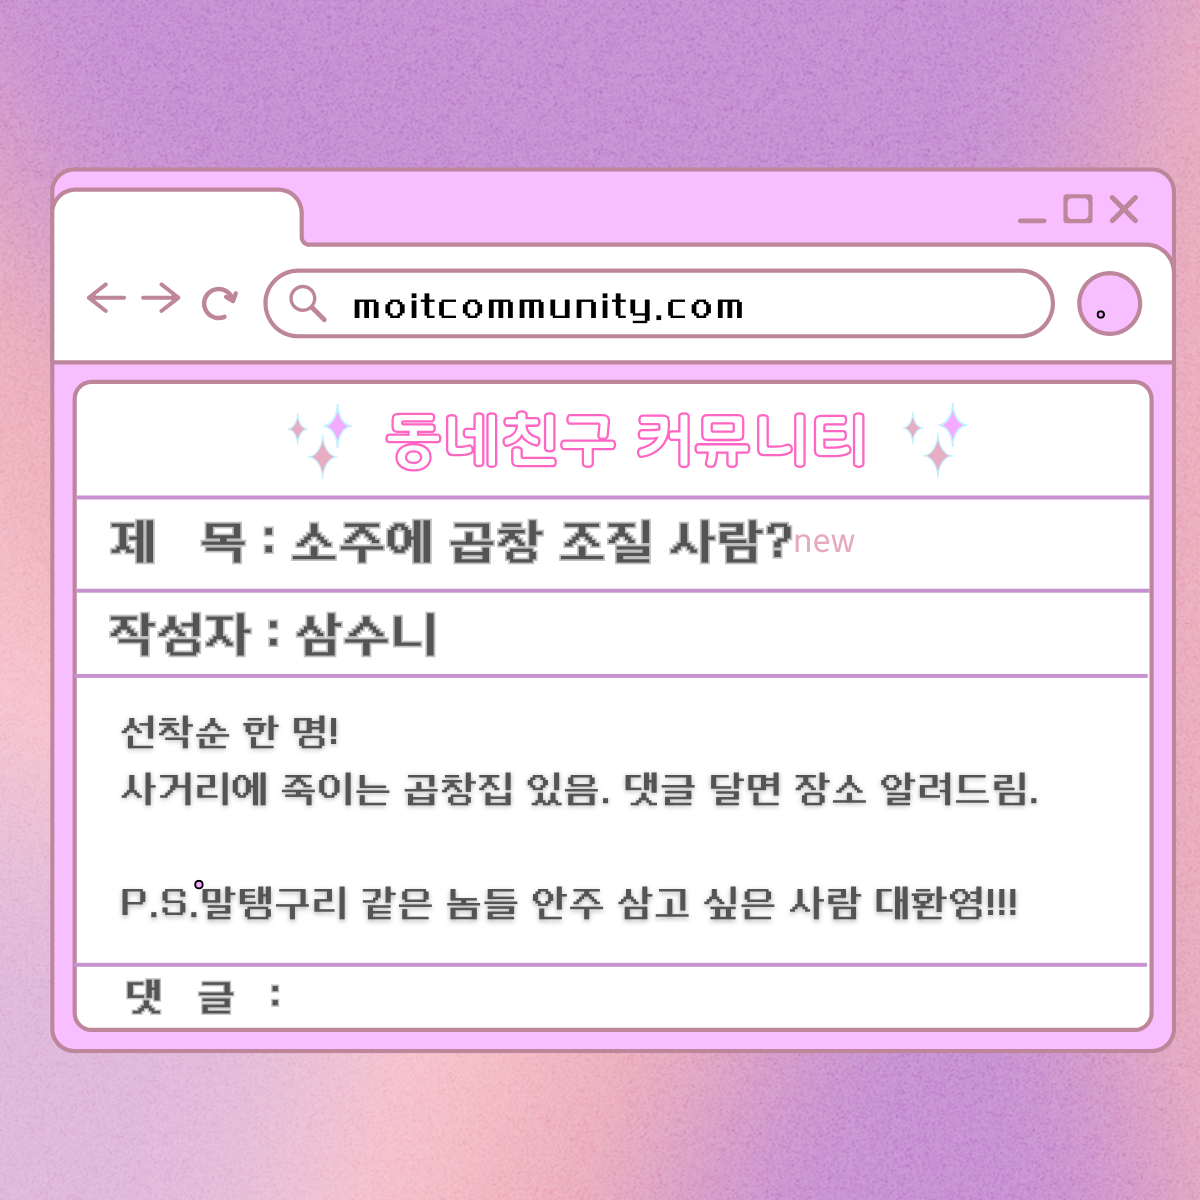 moitcommunity.com
동네친구 커뮤니티
제 목 : 소주에 곱창 조질 사람?new
작성자 : 삼수니
선착순 한 명!
사거리에 죽이는 곱창집 있음. 댓글 달면 장소 알려드림.
P.S.말탱구리 같은 놈들 안주 삼고 싶은 사람 대환영!!!
댓 글 :